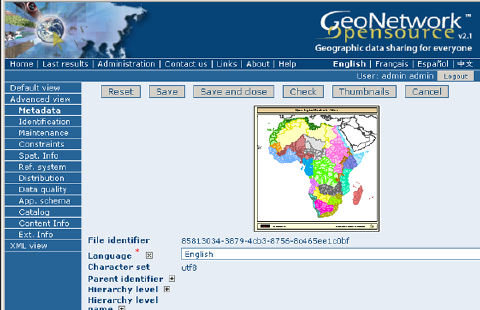 GeoNetwork™
Opensource v2.1
Geographic data sharing for everyone
Home | Last results | Administration | Contact us | Links | About | Help
English | Français | Español | 中文
User: admin admin Logout
Default view
Advanced view
Metadata
Identification
Maintenance
Constraints
Spat. Info
Ref. system
Distribution
Data quality
App. schema
Catalog
Content Info
Ext. Info
XML view
Reset Save Save and close Check Thumbnails Cancel
File identifier 85813034-3879-4cb3-8756-8c465ee1c0bf
Language * English
Character set utf8
Parent identifier
Hierarchy level
Hierarchy level
name